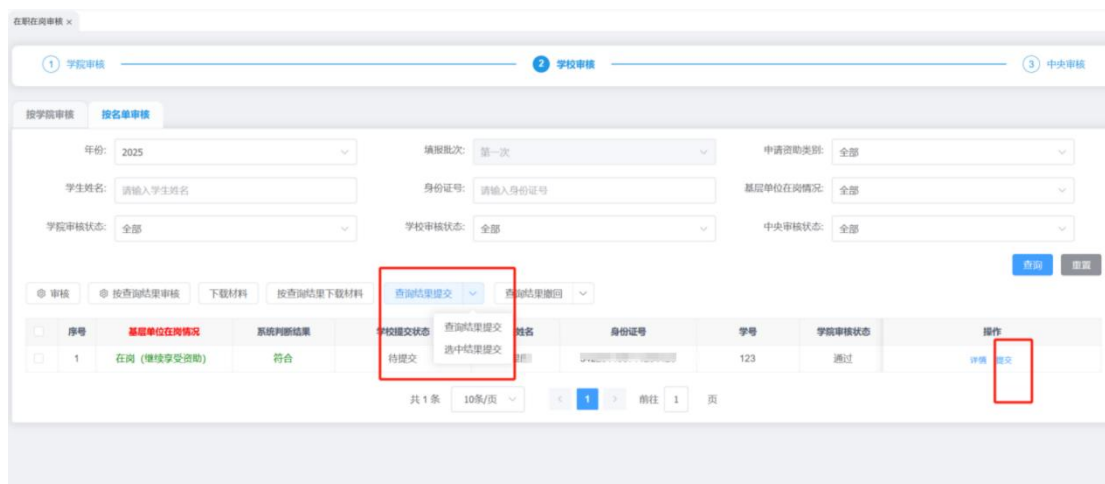 在职在岗审核 ×
1 学院审核 2 学校审核 3 中央审核
按学院审核 按名单审核
年份: 2025 填报批次: 第一次 申请资助类别: 全部
学生姓名: 请输入学生姓名 身份证号: 请输入身份证号 基层单位在岗情况: 全部
学院审核状态: 全部 学校审核状态: 全部 中央审核状态: 全部
查询 重置
审核 按查询结果审核 下载材料 按查询结果下载材料 查询结果提交 查询结果撤回
查询结果提交
选中结果提交
序号 基层单位在岗情况 系统判断结果 学校提交状态 姓名 身份证号 学号 学院审核状态 操作
1 在岗（继续享受资助） 符合 待提交 123 通过 详情 提交
共 1 条 10条/页 < 1 > 前往 1 页